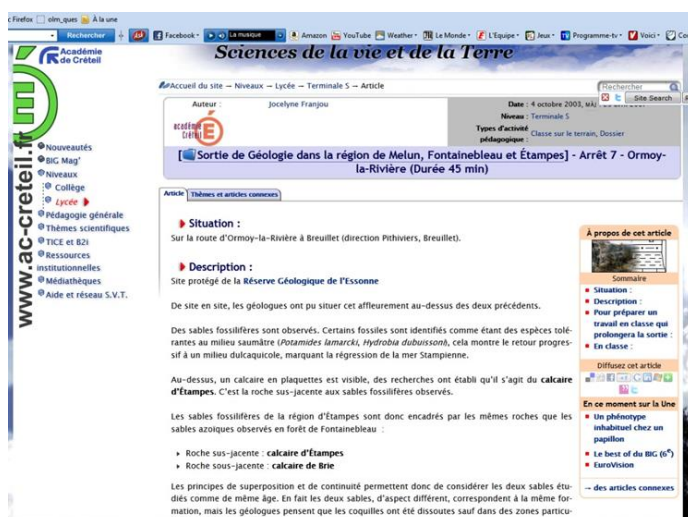 Firefox olm_ques À la une
Rechercher Facebook La musique Amazon YouTube Weather Le Monde L'Equipe Jeux Programme-tv Voici
Académie de Créteil
Sciences de la vie et de la Terre
Accueil du site → Niveaux → Lycée → Terminale S → Article
Rechercher
Site Search
Auteur : Jocelyne Franjou
académie Créteil
Date : 4 octobre 2003,
Niveau : Terminale S
Types d'activité pédagogique : Classe sur le terrain, Dossier
[Sortie de Géologie dans la région de Melun, Fontainebleau et Étampes] - Arrêt 7 - Ormoy-
la-Rivière (Durée 45 min)
www.ac-creteil.fr
Nouveautés
BIG Mag'
Niveaux
Collège
Lycée
Pédagogie générale
Thèmes scientifiques
TICE et B2i
Ressources
institutionnelles
Médiathèques
Aide et réseau S.V.T.
Article Thèmes et articles connexes
Situation :
Sur la route d'Ormoy-la-Rivière à Breuillet (direction Pithiviers, Breuillet).
Description :
Site protégé de la Réserve Géologique de l'Essonne
De site en site, les géologues ont pu situer cet affleurement au-dessus des deux précédents.
Des sables fossilifères sont observés. Certains fossiles sont identifiés comme étant des espèces tolé-
rantes au milieu saumâtre (Potamides lamarcki, Hydrobia dubuissoni), cela montre le retour progres-
sif à un milieu dulcaquicole, marquant la régression de la mer Stampienne.
Au-dessus, un calcaire en plaquettes est visible, des recherches ont établi qu'il s'agit du calcaire
d'Étampes. C'est la roche sus-jacente aux sables fossilifères observés.
Les sables fossilifères de la région d'Étampes sont donc encadrés par les mêmes roches que les
sables azoïques observés en forêt de Fontainebleau :
Roche sus-jacente : calcaire d'Étampes
Roche sous-jacente : calcaire de Brie
Les principes de superposition et de continuité permettent donc de considérer les deux sables étu-
diés comme de même âge. En fait les deux sables, d'aspect différent, correspondent à la même for-
mation, mais les géologues pensent que les coquilles ont été dissoutes sauf dans des zones particu-
À propos de cet article
Sommaire
Situation :
Description :
Pour préparer un
travail en classe qui
prolongera la sortie :
En classe :
Diffusez cet article
En ce moment sur la Une
Un phénotype
inhabituel chez un
papillon
Le best of du BIG (6e)
EuroVision
→ des articles connexes